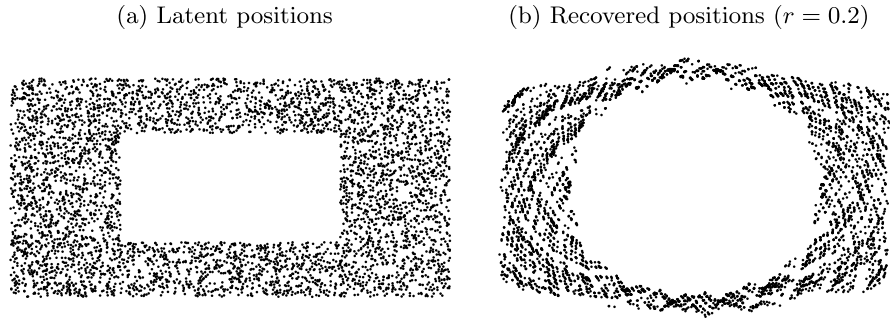 (a) Latent positions
(b) Recovered positions (r = 0.2)